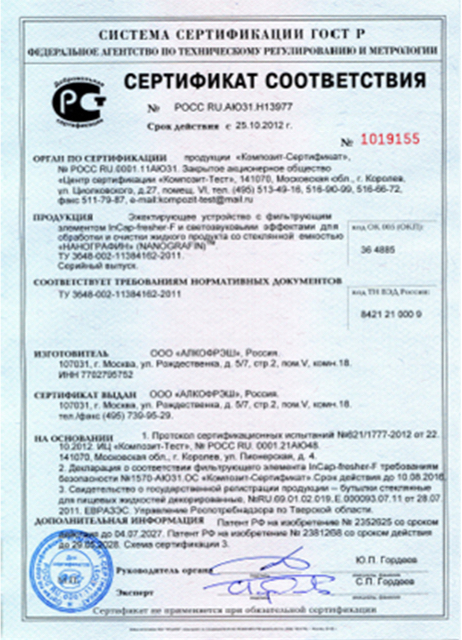 СИСТЕМА СЕРТИФИКАЦИИ ГОСТ Р
ФЕДЕРАЛЬНОЕ АГЕНТСТВО ПО ТЕХНИЧЕСКОМУ РЕГУЛИРОВАНИЮ И МЕТРОЛОГИИ
Добровольная
сертификация
СЕРТИФИКАТ СООТВЕТСТВИЯ
№ РОСС RU.АЮ31.Н13977
Срок действия с 25.10.2012 г.
№ 1019155
ОРГАН ПО СЕРТИФИКАЦИИ продукции «Композит-Сертификат»,
№ РОСС RU.0001.11АЮ31. Закрытое акционерное общество
«Центр сертификации «Композит-Тест», 141070, Московская обл., г. Королев,
ул. Циолковского, д.27, помещ. VI, тел. (495) 513-49-16, 516-90-99, 516-66-72,
факс 511-79-87, e-mail:kompozit-test@mail.ru
ПРОДУКЦИЯ Эжектирующее устройство с фильтрующим
элементом InCap-fresher-F и светозвуковыми эффектами для
обработки и очистки жидкого продукта со стеклянной емкостью
«НАНОГРАФИН» (NANOGRAFIN)™.
ТУ 3648-002-11384162-2011
Серийный выпуск.
код ОК 005 (ОКП):
36 4885
СООТВЕТСТВУЕТ ТРЕБОВАНИЯМ НОРМАТИВНЫХ ДОКУМЕНТОВ
ТУ 3648-002-11384162-2011
код ТН ВЭД России:
8421 21 000 9
ИЗГОТОВИТЕЛЬ ООО «АЛКОФРЭШ», Россия.
107031, г. Москва, ул. Рождественка, д. 5/7, стр.2, пом.V, комн.18.
ИНН 7702795752
СЕРТИФИКАТ ВЫДАН ООО «АЛКОФРЭШ», Россия.
107031, г. Москва, ул. Рождественка, д. 5/7, стр.2, пом.V, комн.18.
тел./факс (495) 739-95-29.
НА ОСНОВАНИИ 1. Протокол сертификационных испытаний №621/1777-2012 от 22.
10.2012. ИЦ «Композит-Тест», № РОСС RU. 0001.21АЮ48.
141070, Московская обл., г. Королев, ул. Пионерская, д. 4.
2. Декларация о соответствии фильтрующего элемента InCap-fresher-F требованиям
безопасности №1570-АЮ31.ОС «Композит-Сертификат».Срок действия до 10.08.2016.
3. Свидетельство о государственной регистрации продукции – бутылки стеклянные
для пищевых жидкостей декорированные, №RU.69.01.02.019.Е.000093.07.11 от 28.07
2011. ЕВРАЗЭС. Управление Роспотребнадзора по Тверской области.
ДОПОЛНИТЕЛЬНАЯ ИНФОРМАЦИЯ Патент РФ на изобретение № 2352625 со сроком
действия до 04.07.2027. Патент РФ на изобретение № 2381268 со сроком действия
до 29.05.2028. Схема сертификации 3.
Руководитель органа
Ю.П. Гордеев
Эксперт
С.П. Гордеев
Сертификат не применяется при обязательной сертификации